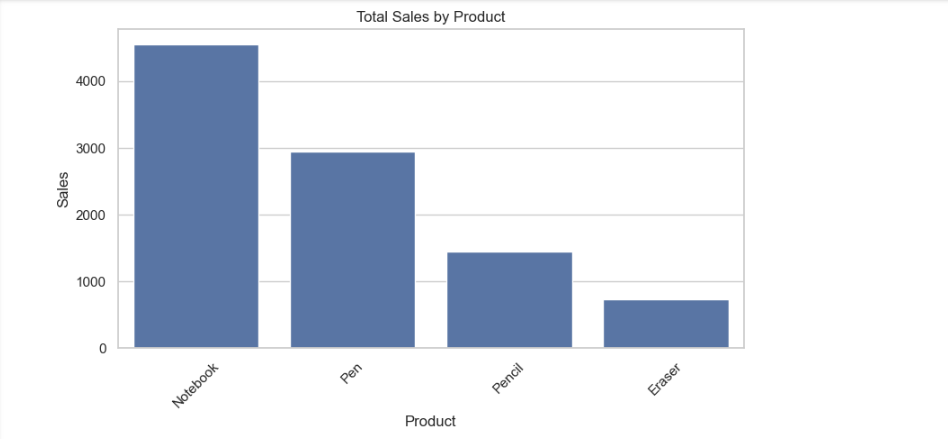 Total Sales by Product
Sales
4000
3000
2000
1000
0
Notebook
Pen
Pencil
Eraser
Product